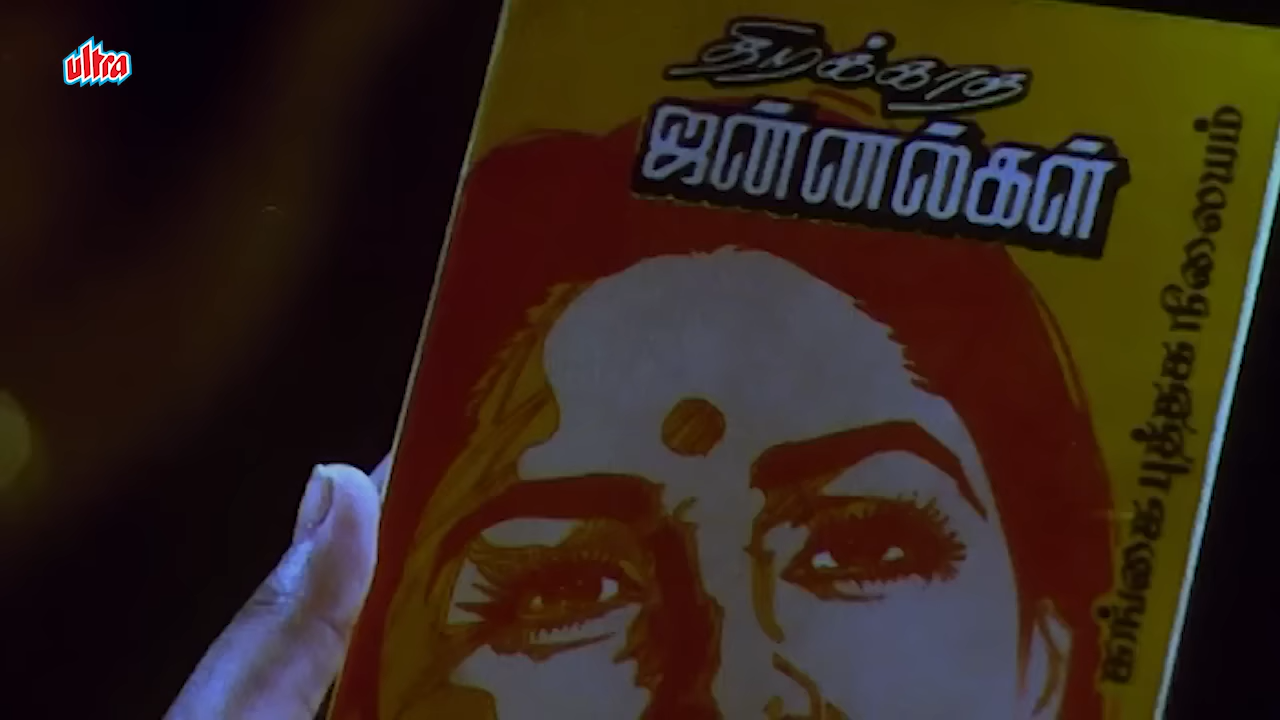 ultra
திறக்காத
ஜன்னல்கள்
கங்கை புத்தக நிலையம்